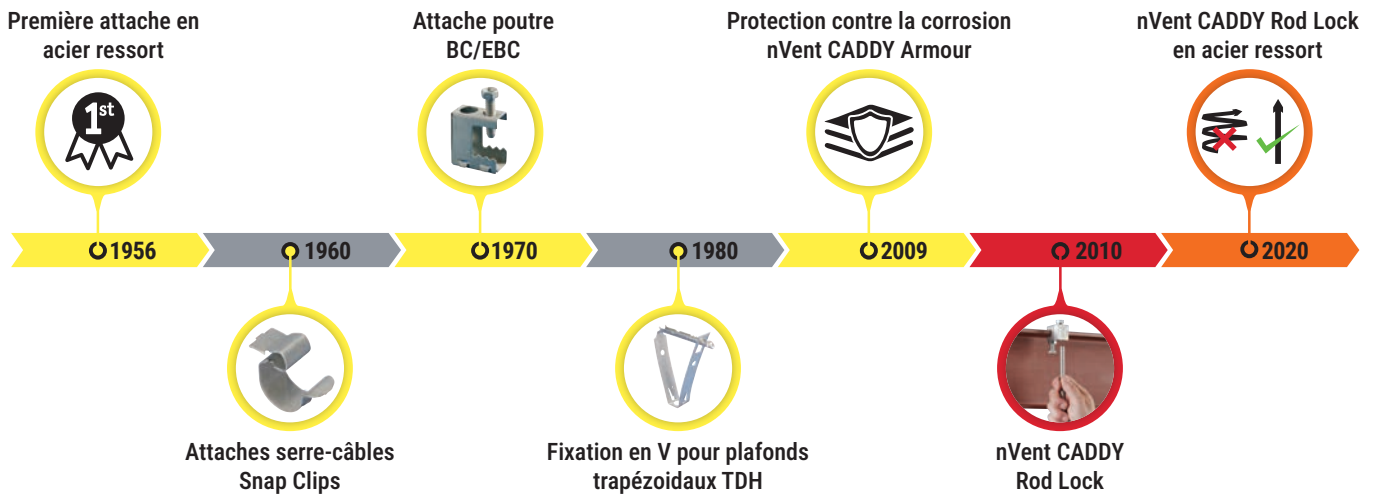 Première attache en
acier ressort
Attache poutre
BC/EBC
Protection contre la corrosion
nVent CADDY Armour
nVent CADDY Rod Lock
en acier ressort
1st
1956
1960
1970
1980
2009
2010
2020
Attaches serre-câbles
Snap Clips
Fixation en V pour plafonds
trapézoidaux TDH
nVent CADDY
Rod Lock